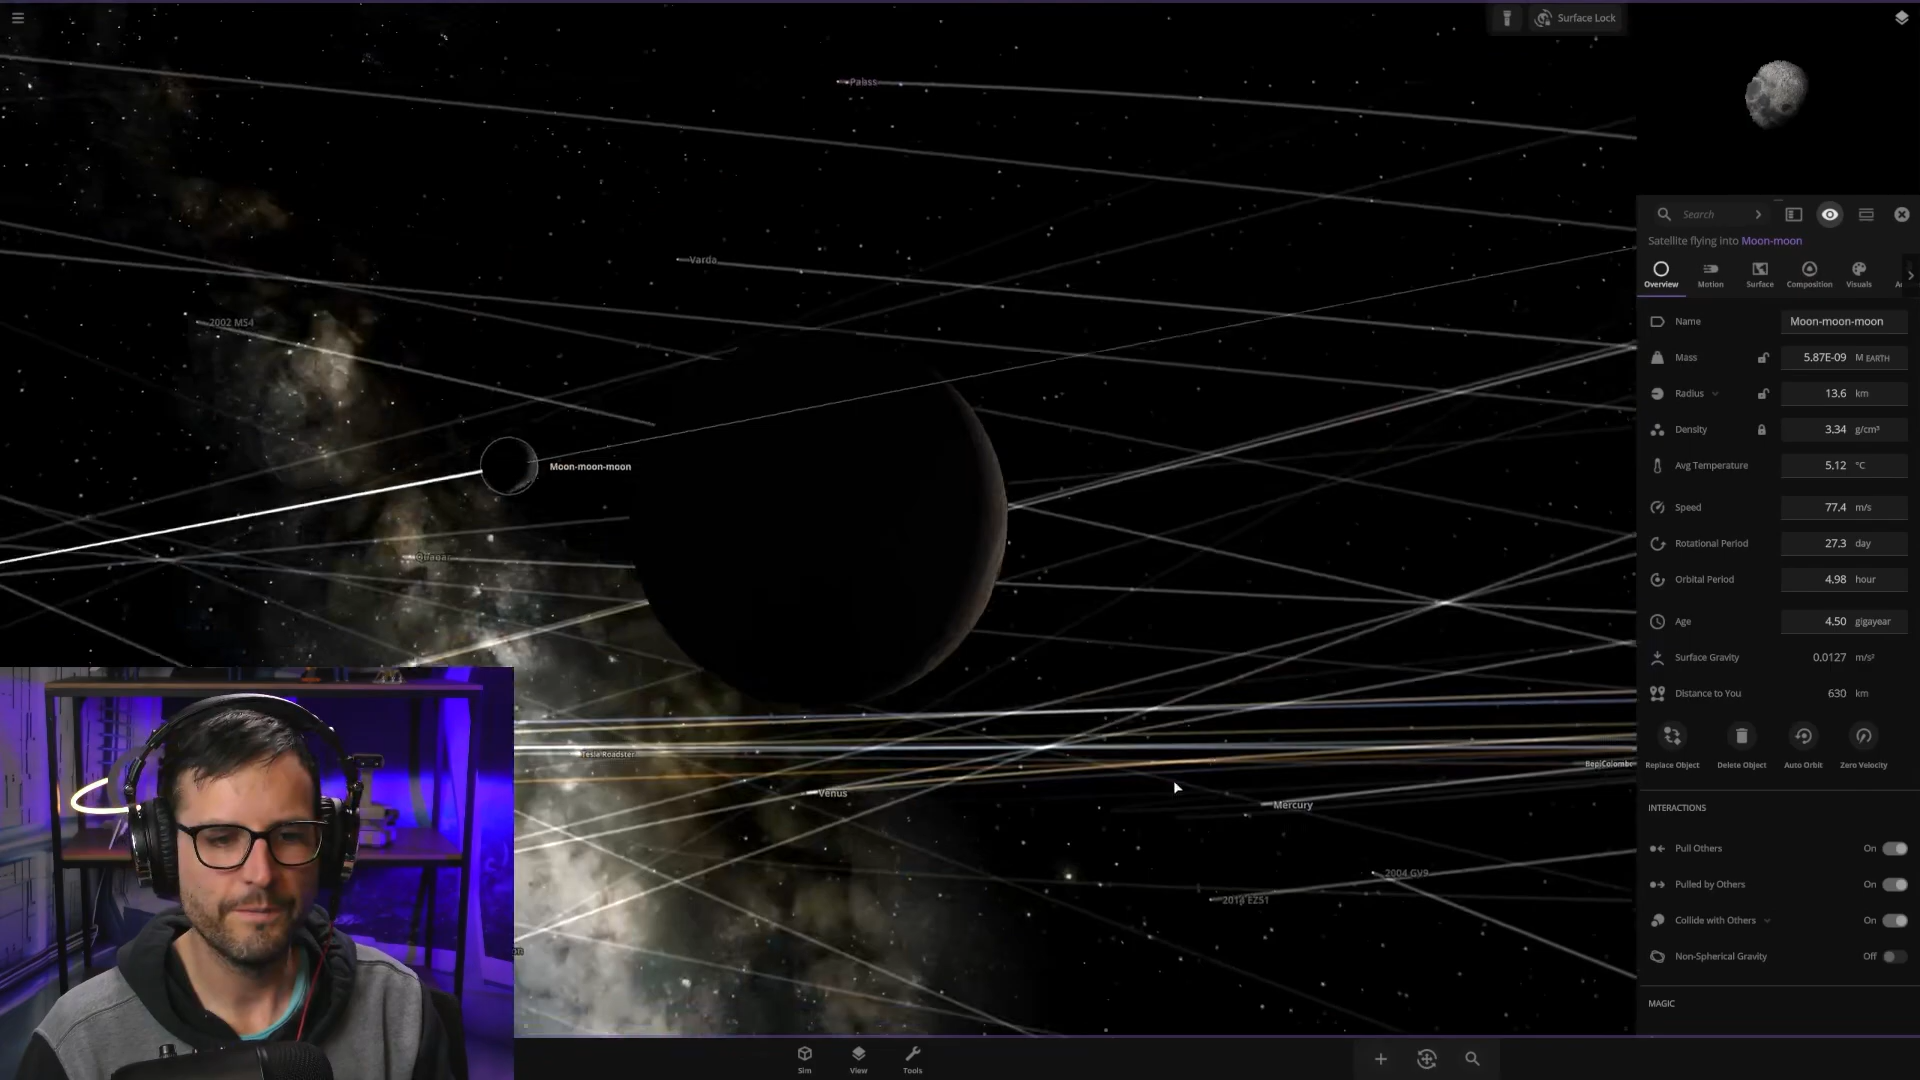 Surface Lock
Varda
2002 MS4
Moon-moon-moon
Quaoar
Tesla Roadster
BepiColombo
Venus
Mercury
2004 GV9
2014 EZ51
Sim
View
Tools
Search
Satellite flying into Moon-moon
Overview
Motion
Surface
Composition
Visuals
Name
Moon-moon-moon
Mass
5.87E-09 M EARTH
Radius
13.6 km
Density
3.34 g/cm³
Avg Temperature
5.12 °C
Speed
77.4 m/s
Rotational Period
27.3 day
Orbital Period
4.98 hour
Age
4.50 gigayear
Surface Gravity
0.0127 m/s²
Distance to You
630 km
Replace Object
Delete Object
Auto Orbit
Zero Velocity
INTERACTIONS
Pull Others
On
Pulled by Others
On
Collide with Others
On
Non-Spherical Gravity
Off
MAGIC